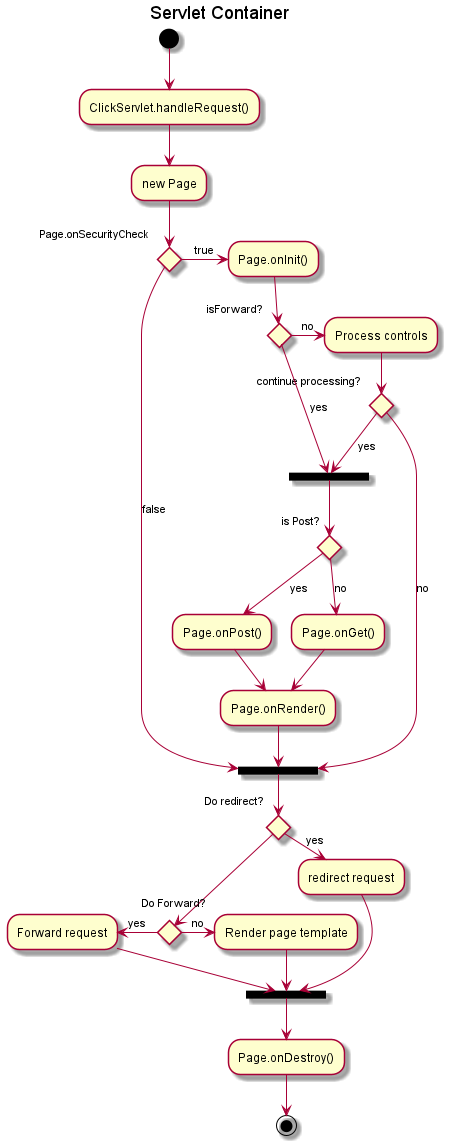 Servlet Container
ClickServlet.handleRequest()
new Page
Page.onSecurityCheck
true
Page.onInit()
isForward?
no
Process controls
continue processing?
yes
yes
false
is Post?
yes
no
no
Page.onPost()
Page.onGet()
Page.onRender()
Do redirect?
yes
redirect request
Do Forward?
yes
no
Forward request
Render page template
Page.onDestroy()